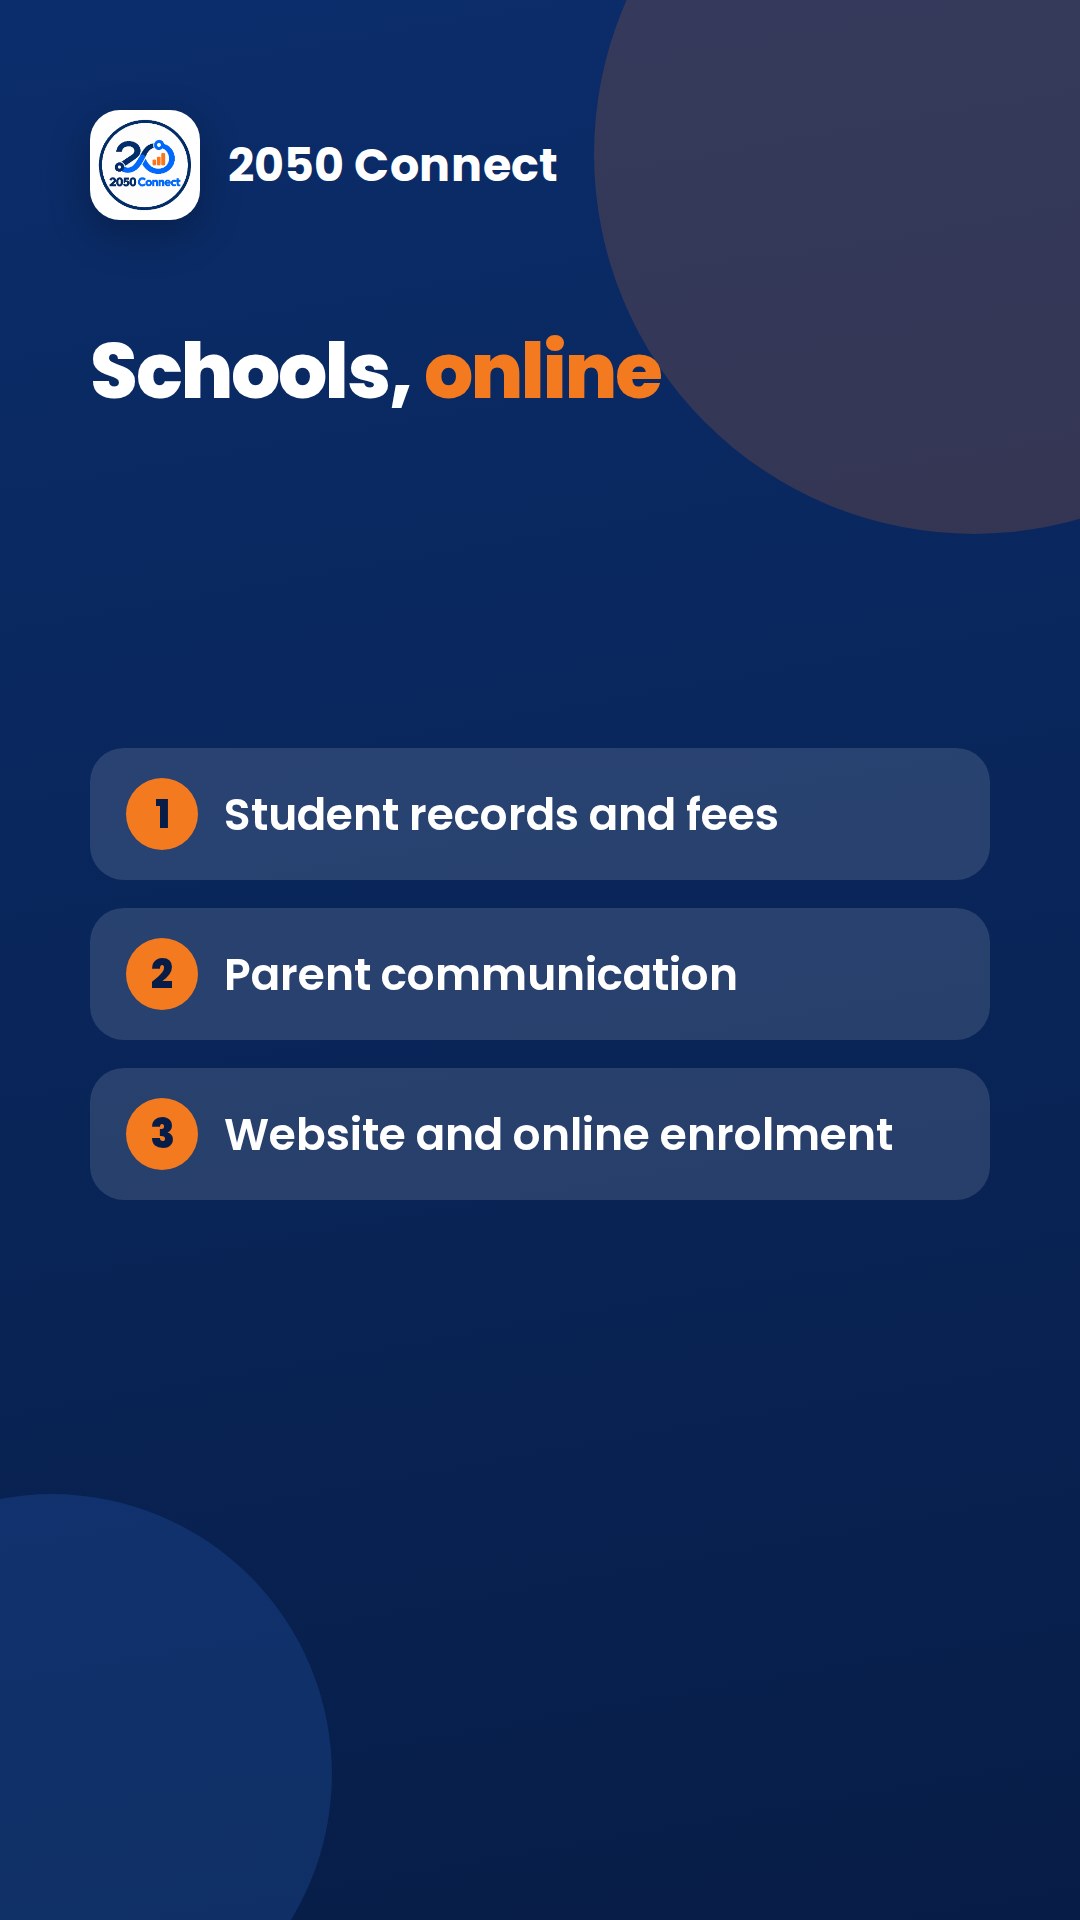 2050 Connect
2050 Connect
Schools, online
1 Student records and fees
2 Parent communication
3 Website and online enrolment